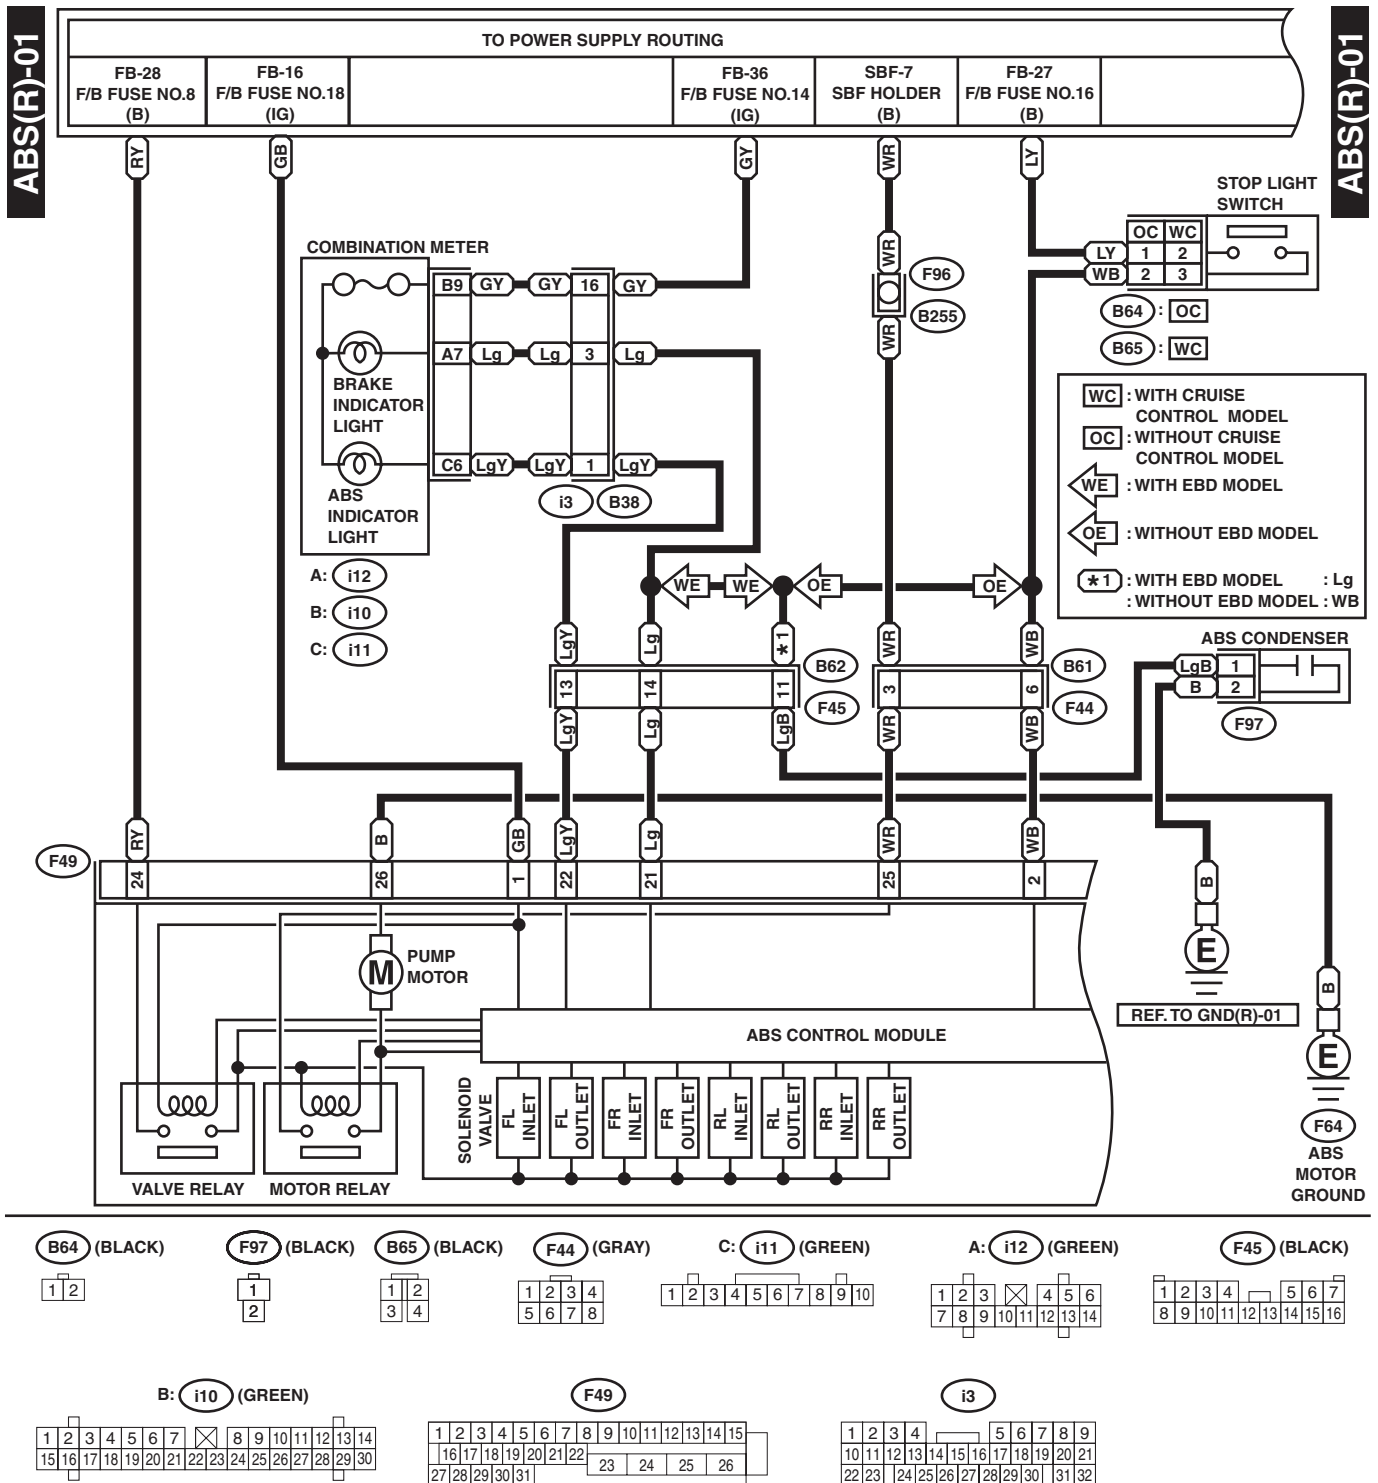 ABS(R)-01
ABS(R)-01
TO POWER SUPPLY ROUTING
FB-28
F/B FUSE NO.8
(B)
FB-16
F/B FUSE NO.18
(IG)
FB-36
F/B FUSE NO.14
(IG)
SBF-7
SBF HOLDER
(B)
FB-27
F/B FUSE NO.16
(B)
RY
GB
GY
WR
LY
STOP LIGHT
SWITCH
OC WC
LY 1 2
WB 2 3
B64 : OC
B65 : WC
COMBINATION METER
B9 GY GY 16 GY
A7 Lg Lg 3 Lg
BRAKE
INDICATOR
LIGHT
C6 LgY LgY 1 LgY
ABS
INDICATOR
LIGHT
i3 B38
A: i12
B: i10
C: i11
WR
F96
B255
WR
WC : WITH CRUISE
CONTROL MODEL
OC : WITHOUT CRUISE
CONTROL MODEL
WE : WITH EBD MODEL
OE : WITHOUT EBD MODEL
*1 : WITH EBD MODEL : Lg
: WITHOUT EBD MODEL : WB
WE WE OE OE
LgY Lg *1 WR WB
B62
B61
13 14 11 3 6
F45
F44
LgY Lg LgB WR WB
ABS CONDENSER
LgB 1
B 2
F97
RY B GB LgY Lg WR WB
F49
24 26 1 22 21 25 2
PUMP
MOTOR
M
ABS CONTROL MODULE
B
E
REF. TO GND(R)-01
B
E
F64
ABS
MOTOR
GROUND
SOLENOID
VALVE
FL
INLET
FL
OUTLET
FR
INLET
FR
OUTLET
RL
INLET
RL
OUTLET
RR
INLET
RR
OUTLET
VALVE RELAY
MOTOR RELAY
B64 (BLACK)
F97 (BLACK)
B65 (BLACK)
F44 (GRAY)
C: i11 (GREEN)
A: i12 (GREEN)
F45 (BLACK)
1 2
1
2
1 2
3 4
1 2 3 4
5 6 7 8
1 2 3 4 5 6 7 8 9 10
1 2 3 4 5 6
7 8 9 10 11 12 13 14
1 2 3 4 5 6 7
8 9 10 11 12 13 14 15 16
B: i10 (GREEN)
F49
i3
1 2 3 4 5 6 7 8 9 10 11 12 13 14
15 16 17 18 19 20 21 22 23 24 25 26 27 28 29 30
1 2 3 4 5 6 7 8 9 10 11 12 13 14 15
16 17 18 19 20 21 22 23 24 25 26
27 28 29 30 31
1 2 3 4 5 6 7 8 9
10 11 12 13 14 15 16 17 18 19 20 21
22 23 24 25 26 27 28 29 30 31 32